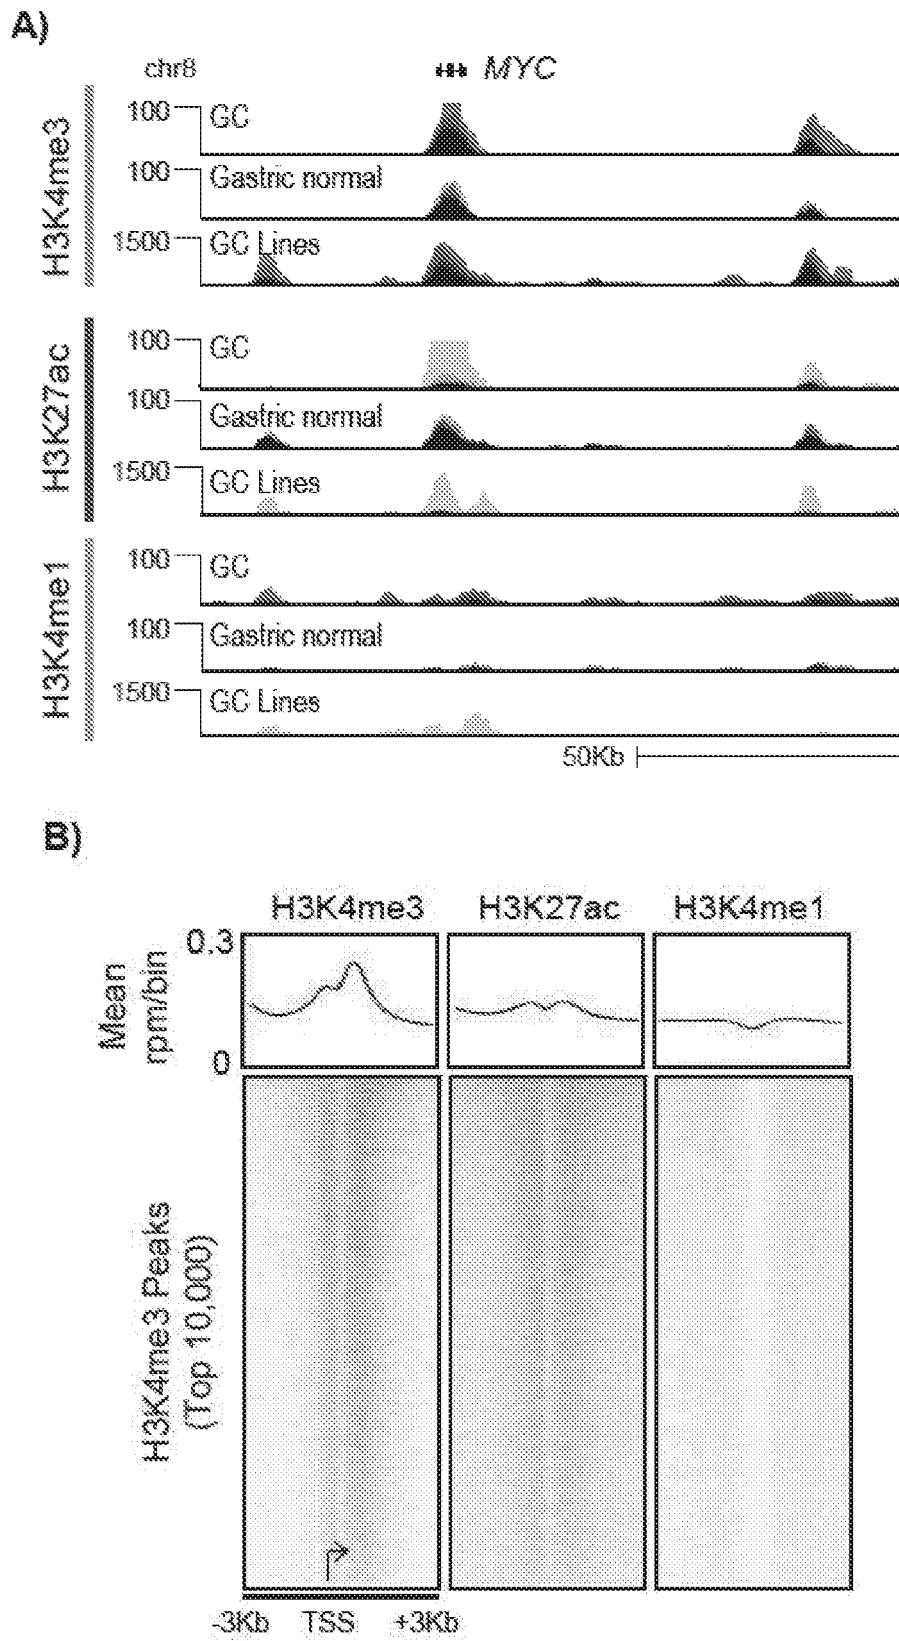 A)
chr8 MYC
H3K4me3
100 GC
100 Gastric normal
1500 GC Lines
H3K27ac
100 GC
100 Gastric normal
1500 GC Lines
H3K4me1
100 GC
100 Gastric normal
1500 GC Lines
50Kb
B)
H3K4me3 H3K27ac H3K4me1
Mean
rpm/bin
0.3
0
H3K4me3 Peaks
(Top 10,000)
-3Kb TSS +3Kb